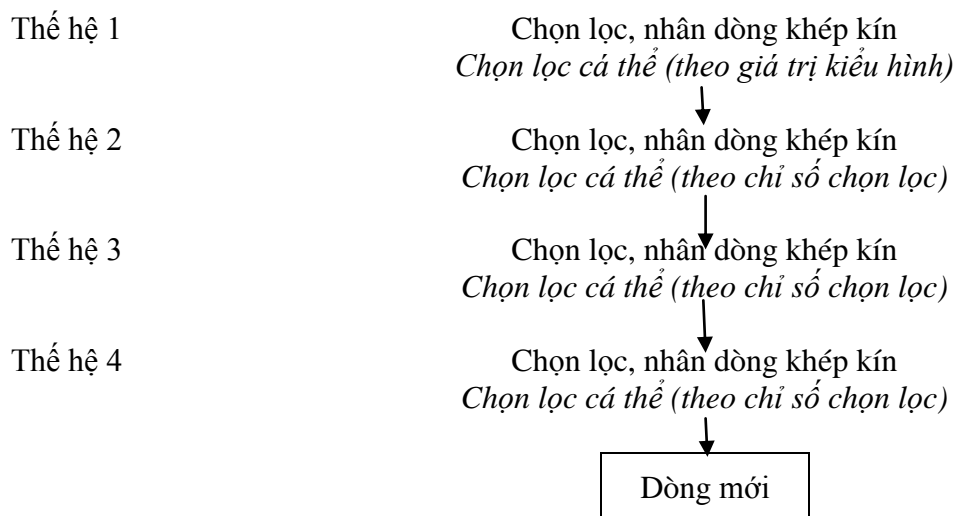 Thế hệ 1 Chọn lọc, nhân dòng khép kín
Chọn lọc cá thể (theo giá trị kiểu hình)
Thế hệ 2 Chọn lọc, nhân dòng khép kín
Chọn lọc cá thể (theo chỉ số chọn lọc)
Thế hệ 3 Chọn lọc, nhân dòng khép kín
Chọn lọc cá thể (theo chỉ số chọn lọc)
Thế hệ 4 Chọn lọc, nhân dòng khép kín
Chọn lọc cá thể (theo chỉ số chọn lọc)
Dòng mới